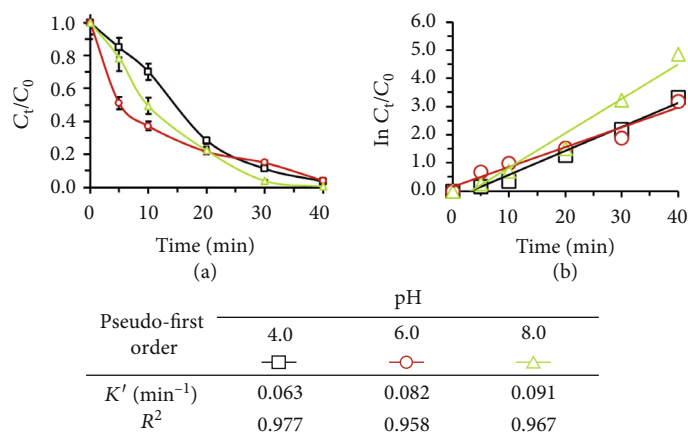 1.0
0.8
0.6
0.4
0.2
0.0
Ct/C0
0 10 20 30 40
Time (min)
(a)
6.0
5.0
4.0
3.0
2.0
1.0
0.0
In Ct/C0
0 10 20 30 40
Time (min)
(b)
pH
Pseudo-first order
4.0 6.0 8.0
K′ (min−1) 0.063 0.082 0.091
R2 0.977 0.958 0.967